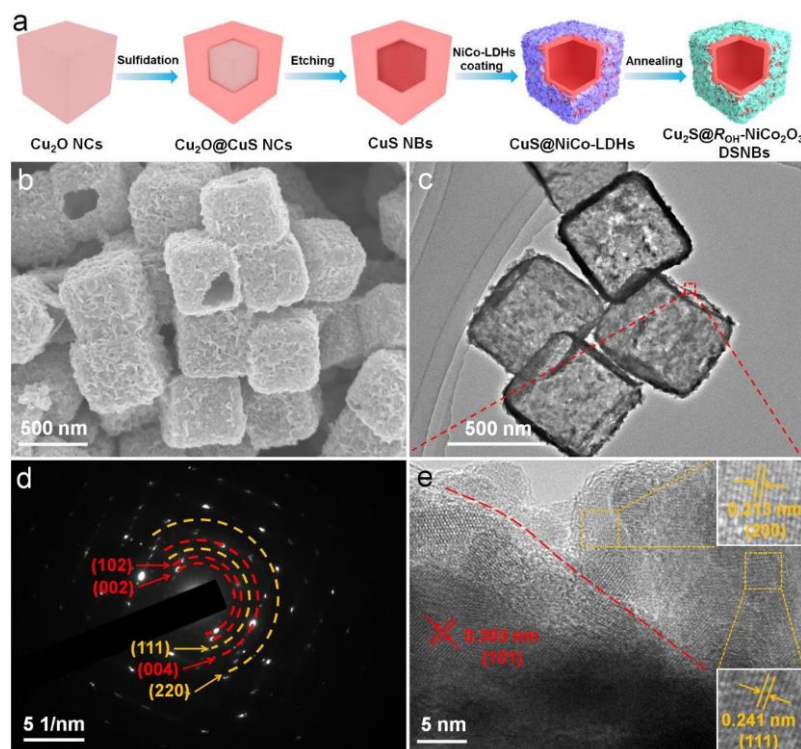 a
Sulfidation
Etching
NiCo-LDHs
coating
Annealing
Cu₂O NCs
Cu₂O@CuS NCs
CuS NBs
CuS@NiCo-LDHs
Cu₂S@R_OH-NiCo₂O₃
DSNBs
b
500 nm
c
500 nm
d
(102)
(002)
(111)
(004)
(220)
5 1/nm
e
0.213 nm
(200)
0.303 nm
(101)
0.241 nm
(111)
5 nm